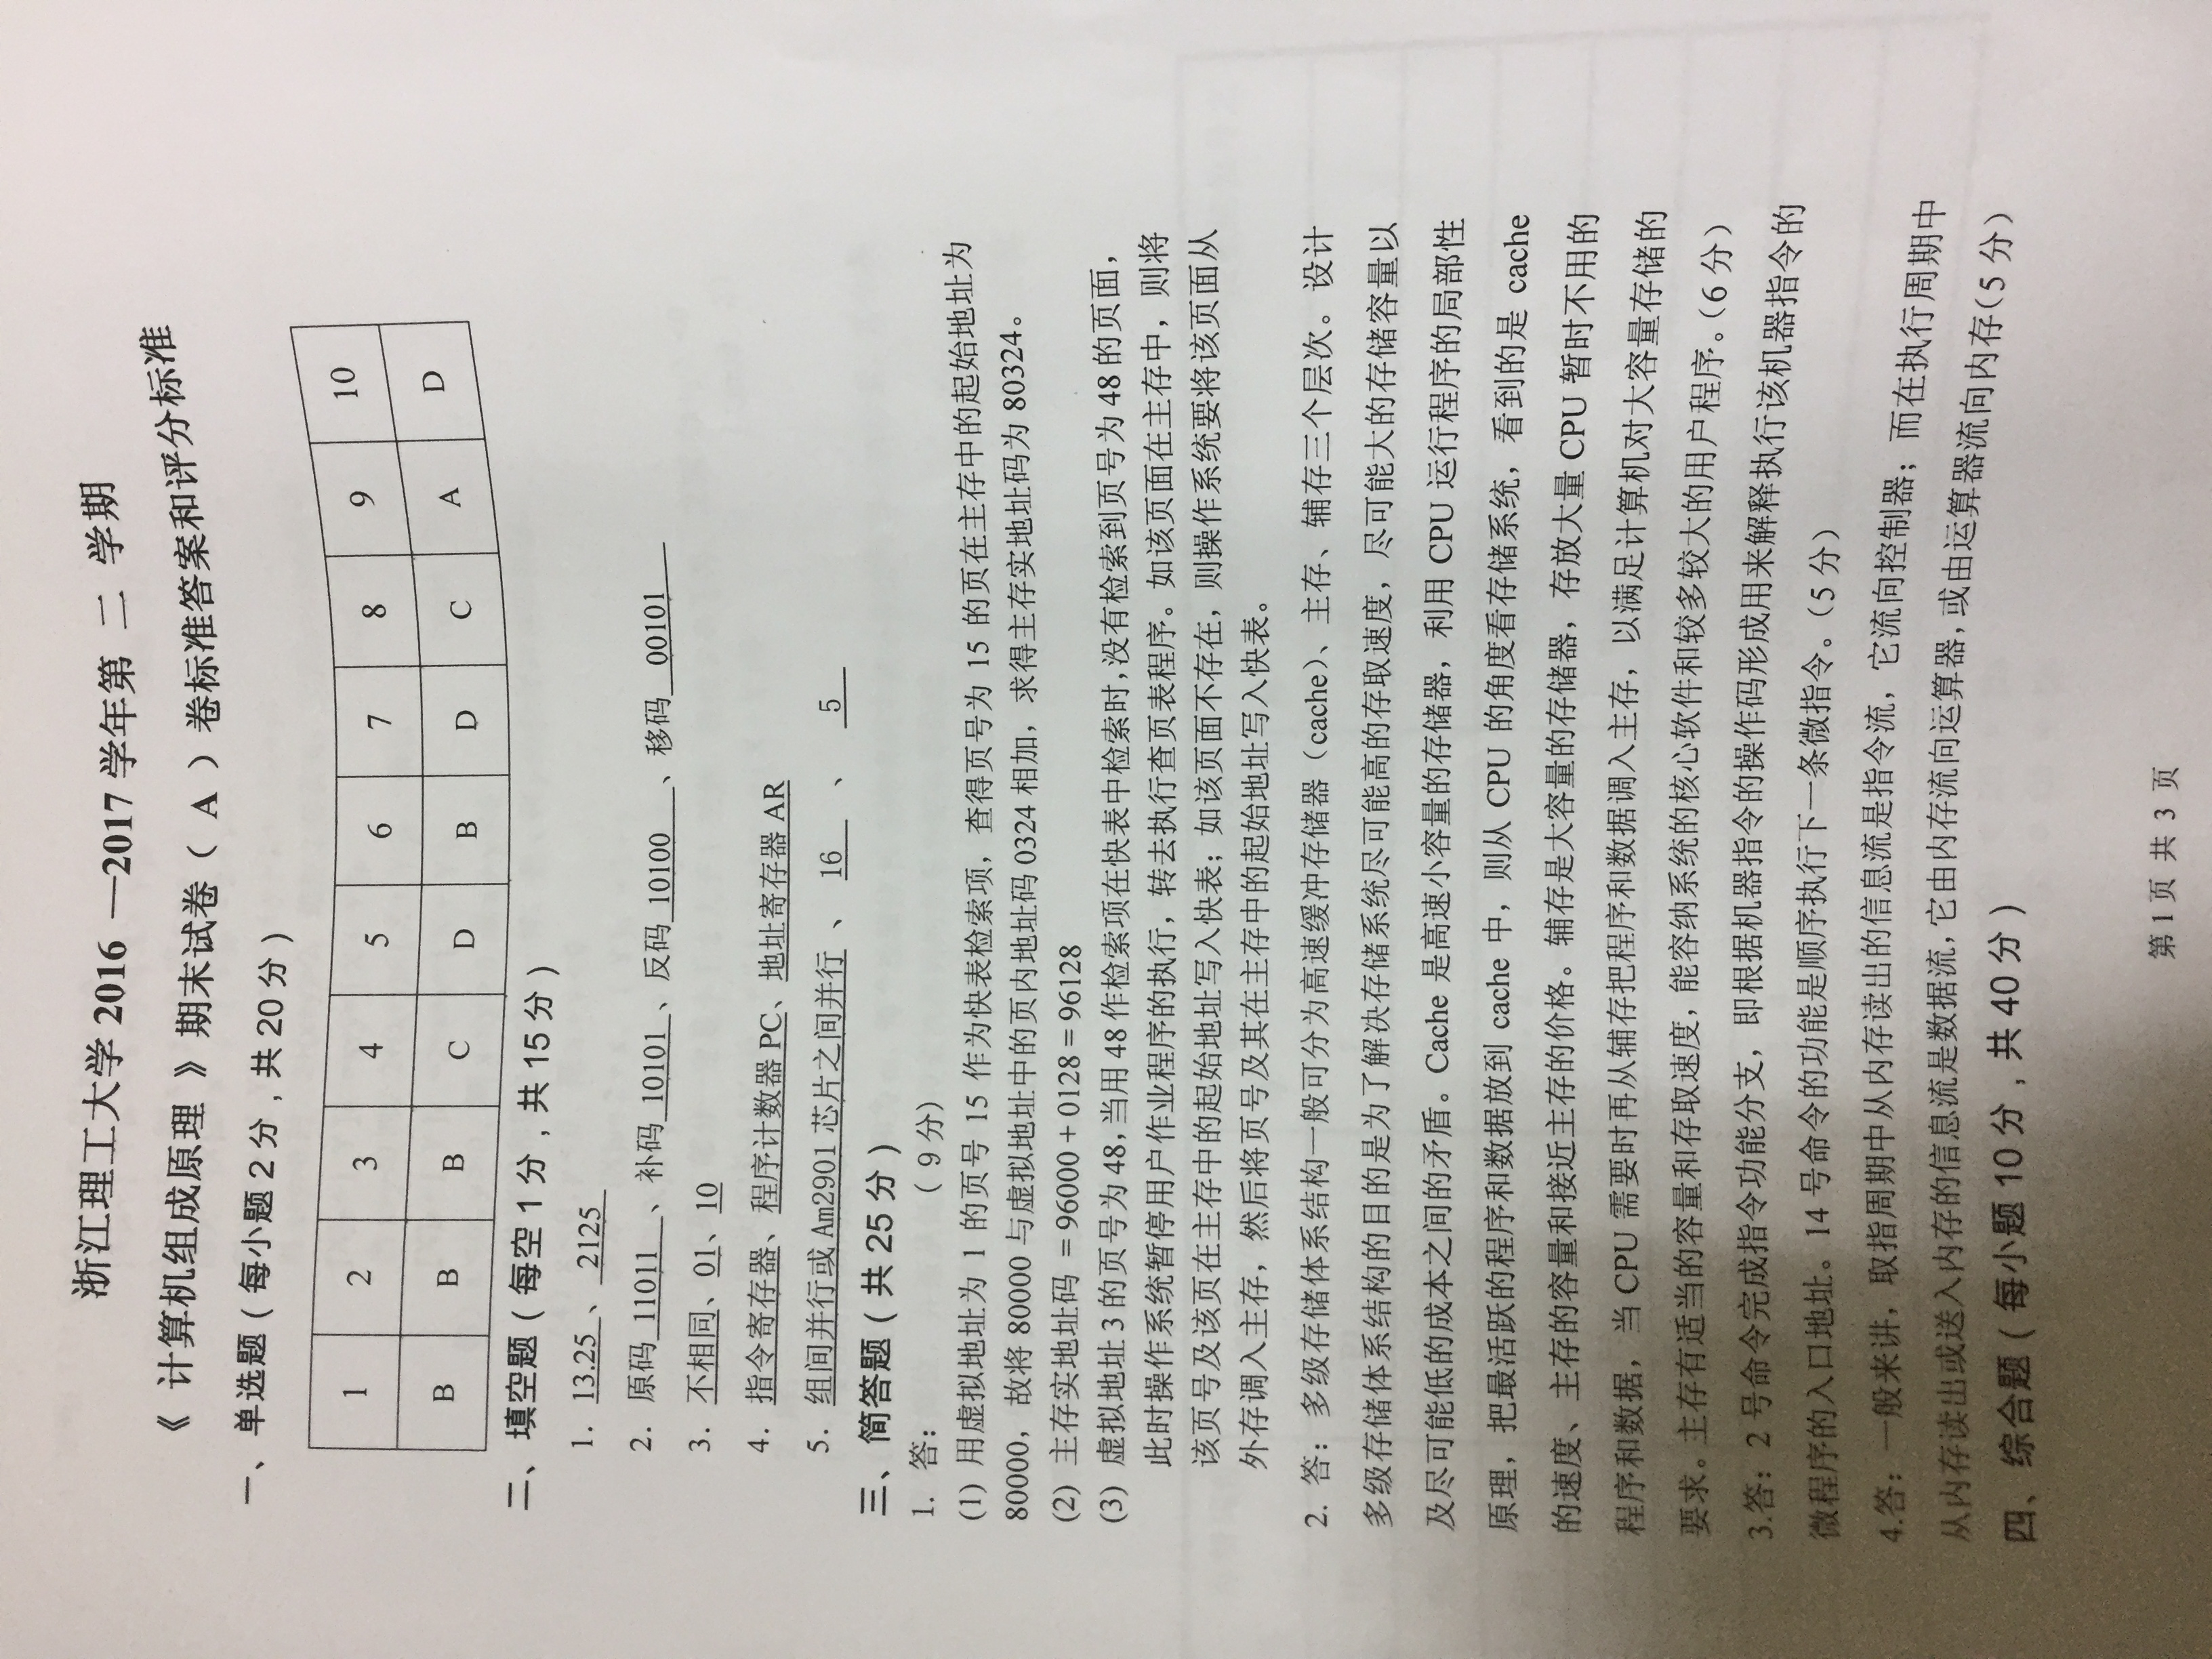 浙江理工大学 2016 —2017 学年第 二 学期
《 计算机组成原理 》期末试卷（ A ）卷标准答案和评分标准
一、单选题（每小题 2 分，共 20 分）
1 2 3 4 5 6 7 8 9 10
B B B C D B D C A D
二、填空题（每空 1 分，共 15 分）
1. 13.25 、 2125
2. 原码 11011 、补码 10101 、反码 10100 、移码 00101
3. 不相同、01、10
4. 指令寄存器、程序计数器 PC、地址寄存器 AR
5. 组间并行或 Am2901 芯片之间并行 、 16 、 5
三、简答题（共 25 分）
1. 答： （ 9 分）
(1) 用虚拟地址为 1 的页号 15 作为快表检索项，查得页号为 15 的页在主存中的起始地址为
80000，故将 80000 与虚拟地址中的页内地址码 0324 相加，求得主存实地址码为 80324。
(2) 主存实地址码 = 96000 + 0128 = 96128
(3) 虚拟地址 3 的页号为 48，当用 48 作检索项在快表中检索时，没有检索到页号为 48 的页面，
此时操作系统暂停用户作业程序的执行，转去执行查页表程序。如该页面在主存中，则将
该页号及该页在主存中的起始地址写入快表；如该页面不存在，则操作系统要将该页面从
外存调入主存，然后将页号及其在主存中的起始地址写入快表。
2. 答：多级存储体系结构一般可分为高速缓冲存储器（cache）、主存、辅存三个层次。设计
多级存储体系结构的目的是为了解决存储系统尽可能高的存取速度，尽可能大的存储容量以
及尽可能低的成本之间的矛盾。Cache 是高速小容量的存储器，利用 CPU 运行程序的局部性
原理，把最活跃的程序和数据放到 cache 中，则从 CPU 的角度看存储系统，看到的是 cache
的速度、主存的容量和接近主存的价格。辅存是大容量的存储器，存放大量 CPU 暂时不用的
程序和数据，当 CPU 需要时再从辅存把程序和数据调入主存，以满足计算机对大容量存储的
要求。主存有适当的容量和存取速度，能容纳系统的核心软件和较多较大的用户程序。（6 分）
3.答：2 号命令完成指令功能分支，即根据机器指令的操作码形成用来解释执行该机器指令的
微程序的入口地址。14 号命令的功能是顺序执行下一条微指令。（5 分）
4.答：一般来讲，取指周期中从内存读出的信息流是指令流，它流向控制器；而在执行周期中
从内存读出或送入内存的信息流是数据流，它由内存流向运算器，或由运算器流向内存（5 分）
四、综合题（每小题 10 分，共 40 分）
第 1 页 共 3 页